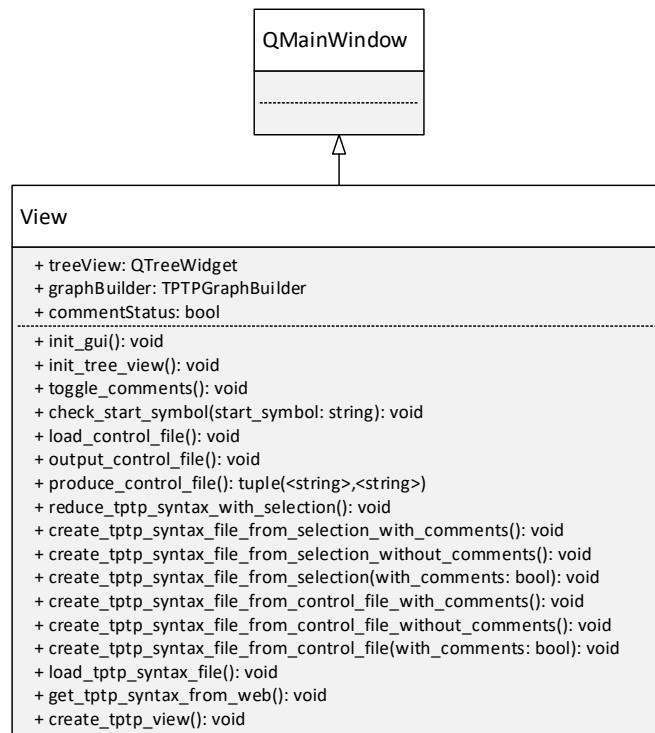 QMainWindow
View
+ treeView: QTreeWidget
+ graphBuilder: TPTPGraphBuilder
+ commentStatus: bool
+ init_gui(): void
+ init_tree_view(): void
+ toggle_comments(): void
+ check_start_symbol(start_symbol: string): void
+ load_control_file(): void
+ output_control_file(): void
+ produce_control_file(): tuple(<string>,<string>)
+ reduce_tptp_syntax_with_selection(): void
+ create_tptp_syntax_file_from_selection_with_comments(): void
+ create_tptp_syntax_file_from_selection_without_comments(): void
+ create_tptp_syntax_file_from_selection(with_comments: bool): void
+ create_tptp_syntax_file_from_control_file_with_comments(): void
+ create_tptp_syntax_file_from_control_file_without_comments(): void
+ create_tptp_syntax_file_from_control_file(with_comments: bool): void
+ load_tptp_syntax_file(): void
+ get_tptp_syntax_from_web(): void
+ create_tptp_view(): void